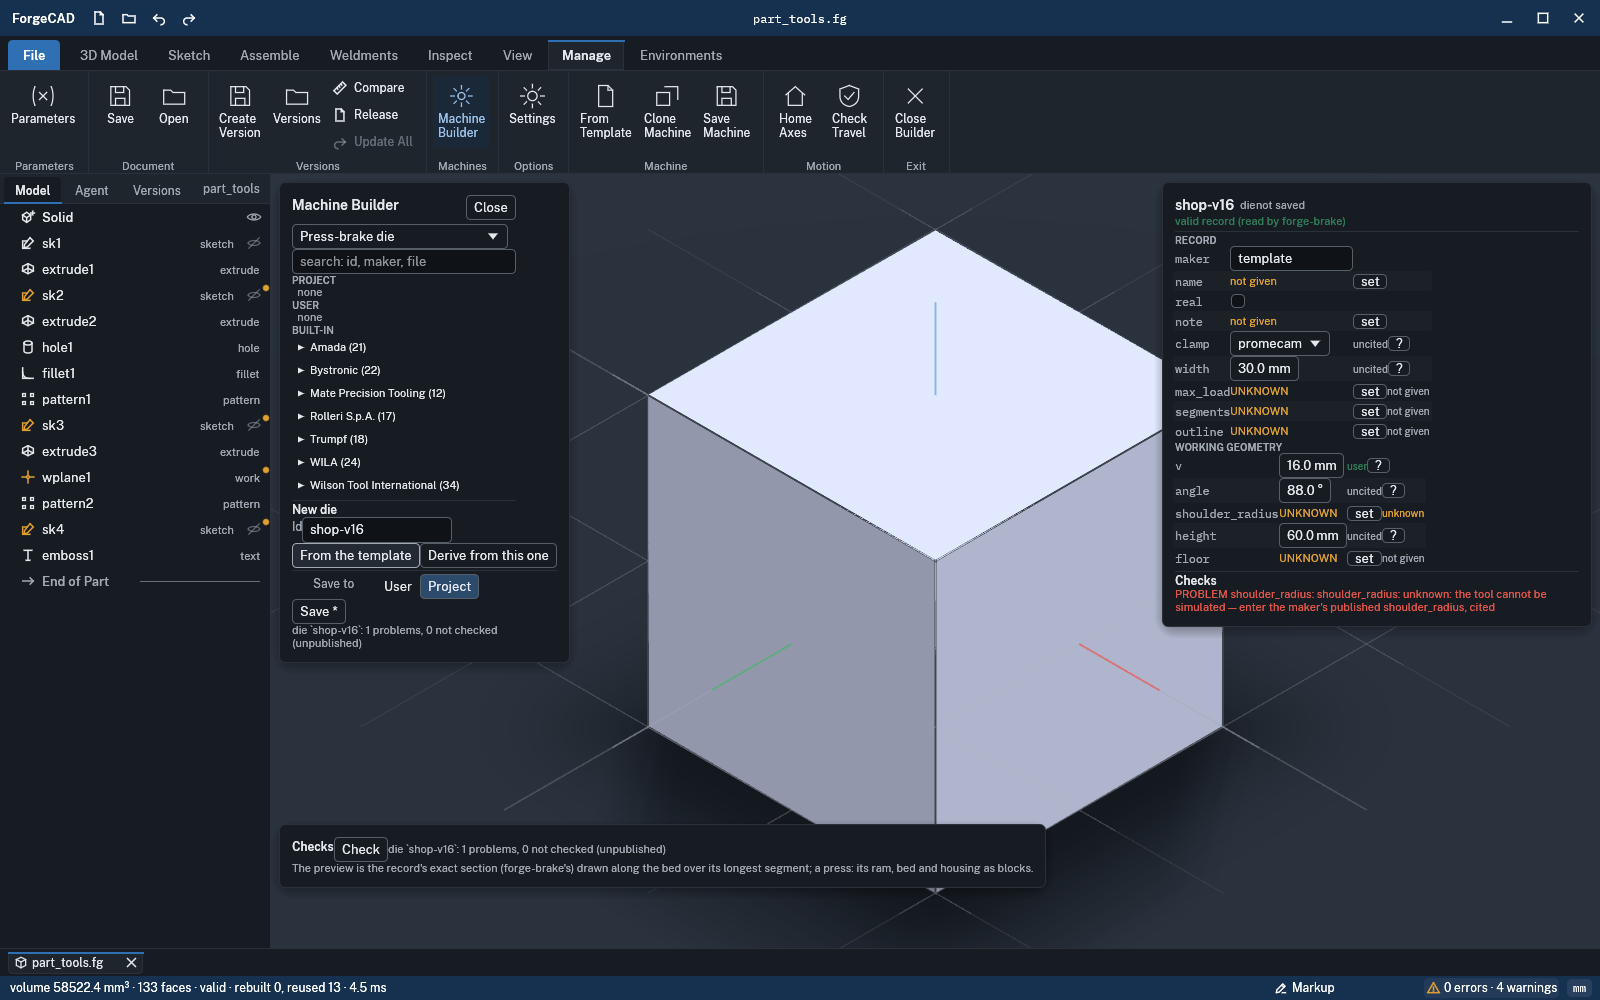 ForgeCAD
part_tools.fg
File 3D Model Sketch Assemble Weldments Inspect View Manage Environments
Parameters Save Open Create Version Versions Compare Release Update All Machine Builder Settings From Template Clone Machine Save Machine Home Axes Check Travel Close Builder
Parameters Document Versions Machines Options Machine Motion Exit
Model Agent Versions part_tools
Solid
sk1 sketch
extrude1 extrude
sk2 sketch
extrude2 extrude
hole1 hole
fillet1 fillet
pattern1 pattern
sk3 sketch
extrude3 extrude
wplane1 work
pattern2 pattern
sk4 sketch
emboss1 text
End of Part
Machine Builder Close
Press-brake die
search: id, maker, file
PROJECT
none
USER
none
BUILT-IN
Amada (21)
Bystronic (22)
Mate Precision Tooling (12)
Rolleri S.p.A. (17)
Trumpf (18)
WILA (24)
Wilson Tool International (34)
New die
Id shop-v16
From the template Derive from this one
Save to User Project
Save *
die `shop-v16`: 1 problems, 0 not checked
(unpublished)
shop-v16 dienot saved
valid record (read by forge-brake)
RECORD
maker template
name not given set
real
note not given set
clamp promecam uncited ?
width 30.0 mm uncited ?
max_load UNKNOWN set not given
segments UNKNOWN set not given
outline UNKNOWN set not given
WORKING GEOMETRY
v 16.0 mm user ?
angle 88.0 ° uncited ?
shoulder_radius UNKNOWN set unknown
height 60.0 mm uncited ?
floor UNKNOWN set not given
Checks
PROBLEM shoulder_radius: shoulder_radius: unknown: the tool cannot be
simulated — enter the maker's published shoulder_radius, cited
Checks Check die `shop-v16`: 1 problems, 0 not checked (unpublished)
The preview is the record's exact section (forge-brake's) drawn along the bed over its longest segment; a press: its ram, bed and housing as blocks.
part_tools.fg
volume 58522.4 mm³ · 133 faces · valid · rebuilt 0, reused 13 · 4.5 ms Markup 0 errors · 4 warnings mm